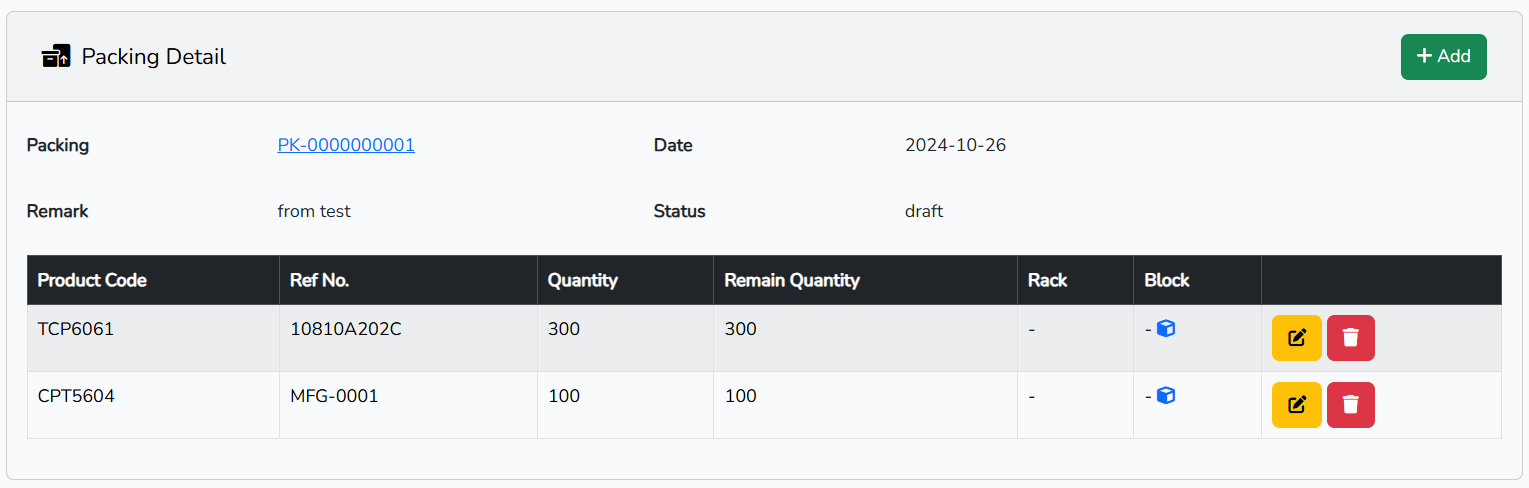 Packing Detail
+ Add
Packing PK-0000000001 Date 2024-10-26
Remark from test Status draft
Product Code Ref No. Quantity Remain Quantity Rack Block
TCP6061 10810A202C 300 300 - -
CPT5604 MFG-0001 100 100 - -